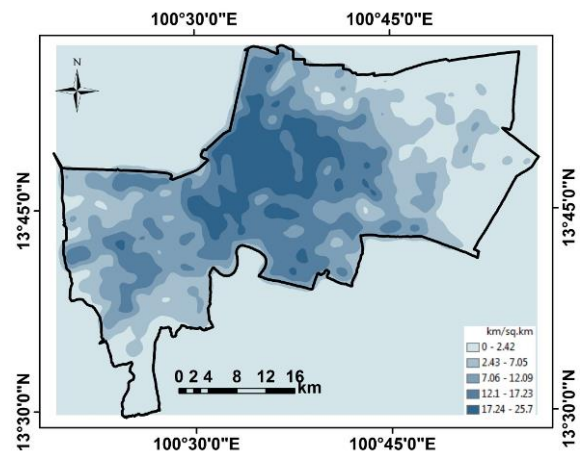 100°30'0"E 100°45'0"E
N
13°45'0"N 13°45'0"N
km/sq.km
0 - 2.42
2.43 - 7.05
7.06 - 12.09
12.1 - 17.23
17.24 - 25.7
0 2 4 8 12 16
km
13°30'0"N 13°30'0"N
100°30'0"E 100°45'0"E